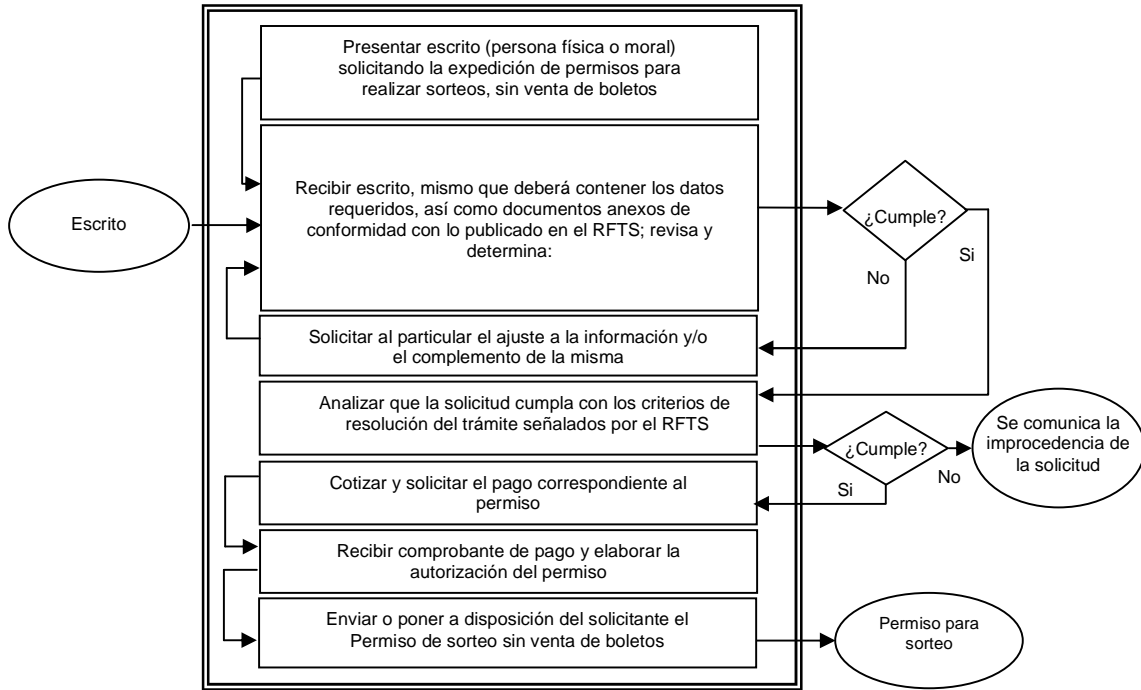 Presentar escrito (persona física o moral)
solicitando la expedición de permisos para
realizar sorteos, sin venta de boletos
Recibir escrito, mismo que deberá contener los datos
requeridos, así como documentos anexos de
conformidad con lo publicado en el RFTS; revisa y
determina:
Escrito
¿Cumple?
Si
No
Solicitar al particular el ajuste a la información y/o
el complemento de la misma
Analizar que la solicitud cumpla con los criterios de
resolución del trámite señalados por el RFTS
¿Cumple?
Se comunica la
improcedencia de
la solicitud
Si
No
Cotizar y solicitar el pago correspondiente al
permiso
Recibir comprobante de pago y elaborar la
autorización del permiso
Enviar o poner a disposición del solicitante el
Permiso de sorteo sin venta de boletos
Permiso para
sorteo